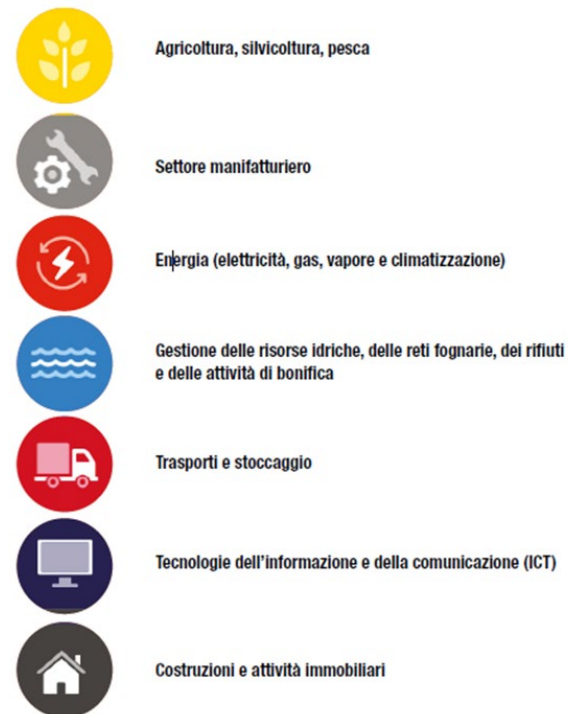 Agricoltura, silvicoltura, pesca
Settore manifatturiero
Energia (elettricità, gas, vapore e climatizzazione)
Gestione delle risorse idriche, delle reti fognarie, dei rifiuti
e delle attività di bonifica
Trasporti e stoccaggio
Tecnologie dell'informazione e della comunicazione (ICT)
Costruzioni e attività immobiliari